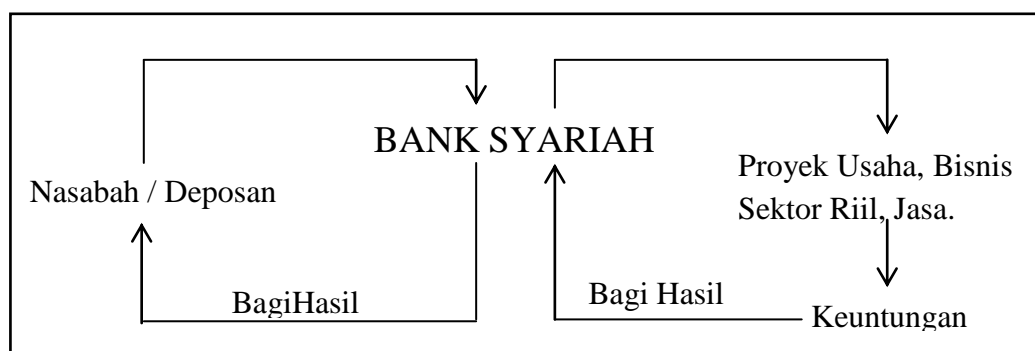 BANK SYARIAH
Nasabah / Deposan
Proyek Usaha, Bisnis
Sektor Riil, Jasa.
BagiHasil
Bagi Hasil
Keuntungan